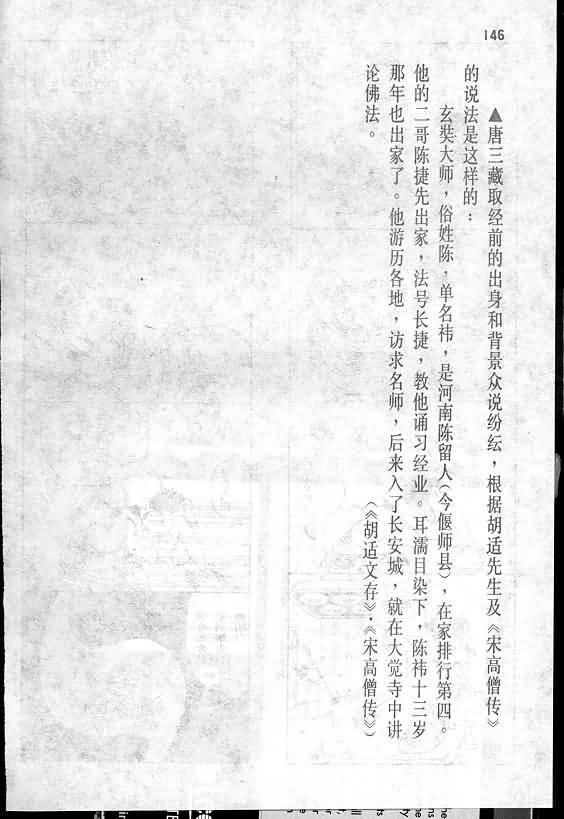 146
▲唐三藏取经前的出身和背景众说纷纭，根据胡适先生及《宋高僧传》
的说法是这样的：
玄奘大师，俗姓陈，单名祎，是河南陈留人（今偃师县），在家排行第四。
他的二哥陈捷先出家，法号长捷，教他诵习经业。耳濡目染下，陈祎十三岁
那年也出家了。他游历各地，访求名师，后来入了长安城，就在大觉寺中讲
论佛法。
（《胡适文存》·《宋高僧传》）